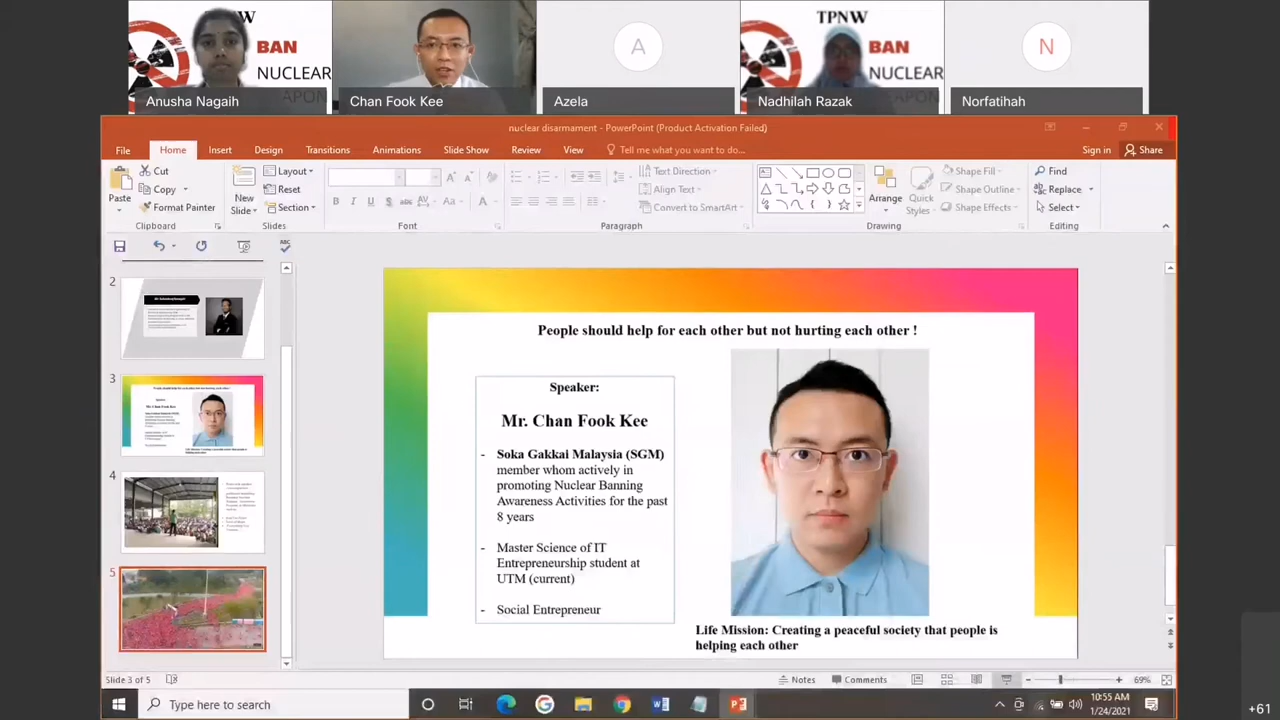 TPNW
BAN
NUCLEAR
Anusha Nagaih
Chan Fook Kee
A
Azela
TPNW
BAN
NUCLEAR
Nadhilah Razak
N
Norfatihah
nuclear disarmament - PowerPoint (Product Activation Failed)
File Home Insert Design Transitions Animations Slide Show Review View Tell me what you want to do... Sign in Share
Paste
Cut
Copy
Format Painter
Clipboard
New
Slide
Layout
Reset
Section
Slides
B I U S abc AV Aa A
Font
Text Direction
Align Text
Convert to SmartArt
Paragraph
Arrange
Quick
Styles
Shape Fill
Shape Outline
Shape Effects
Drawing
Find
Replace
Select
Editing
2
3
4
5
People should help for each other but not hurting each other !
Speaker:
Mr. Chan Fook Kee
- Soka Gakkai Malaysia (SGM)
member whom actively in
promoting Nuclear Banning
Awareness Activities for the past
8 years
- Master Science of IT
Entrepreneurship student at
UTM (current)
- Social Entrepreneur
Life Mission: Creating a peaceful society that people is
helping each other
Slide 3 of 5
Notes
Comments
69%
Type here to search
10:55 AM
1/24/2021
+61